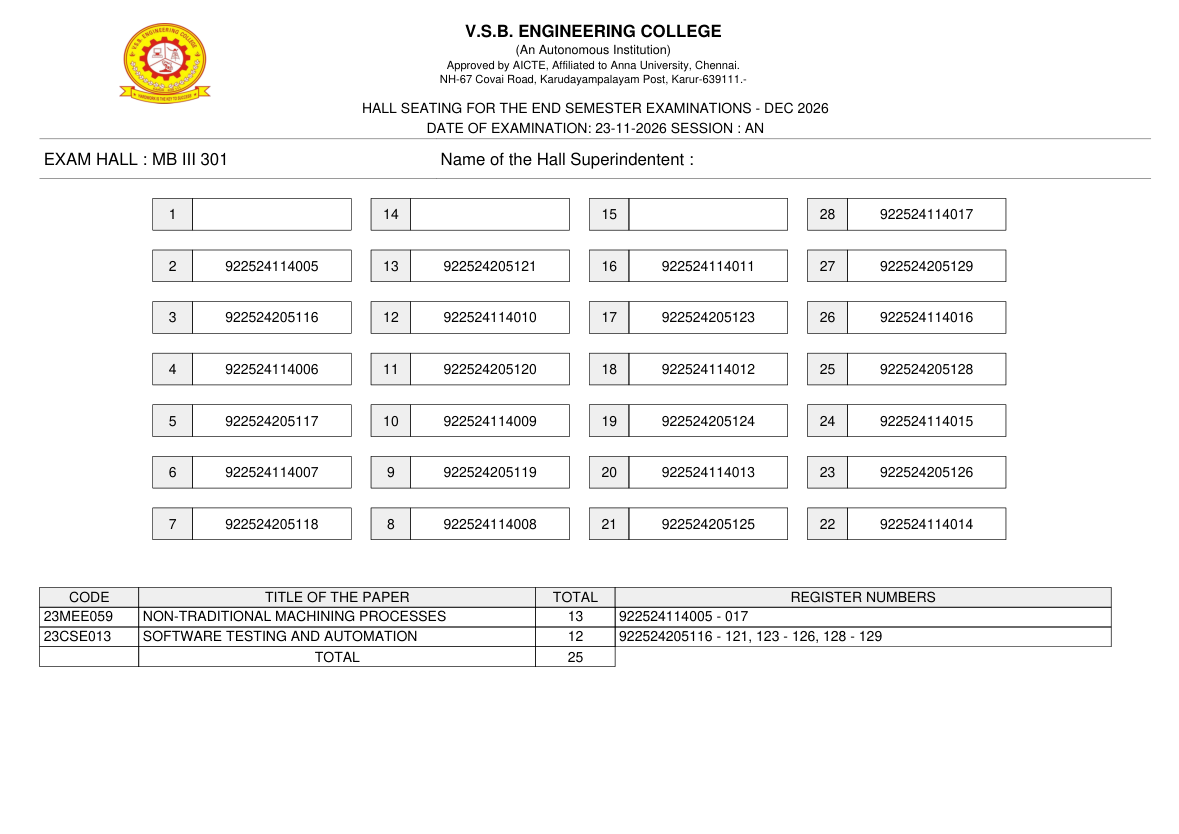 V.S.B. ENGINEERING COLLEGE
(An Autonomous Institution)
Approved by AICTE, Affiliated to Anna University, Chennai.
NH-67 Covai Road, Karudayampalayam Post, Karur-639111.-
HALL SEATING FOR THE END SEMESTER EXAMINATIONS - DEC 2026
DATE OF EXAMINATION: 23-11-2026 SESSION : AN
EXAM HALL : MB III 301 Name of the Hall Superintendent :
1 14 15 28 922524114017
2 922524114005 13 922524205121 16 922524114011 27 922524205129
3 922524205116 12 922524114010 17 922524205123 26 922524114016
4 922524114006 11 922524205120 18 922524114012 25 922524205128
5 922524205117 10 922524114009 19 922524205124 24 922524114015
6 922524114007 9 922524205119 20 922524114013 23 922524205126
7 922524205118 8 922524114008 21 922524205125 22 922524114014
CODE TITLE OF THE PAPER TOTAL REGISTER NUMBERS
23MEE059 NON-TRADITIONAL MACHINING PROCESSES 13 922524114005 - 017
23CSE013 SOFTWARE TESTING AND AUTOMATION 12 922524205116 - 121, 123 - 126, 128 - 129
TOTAL 25